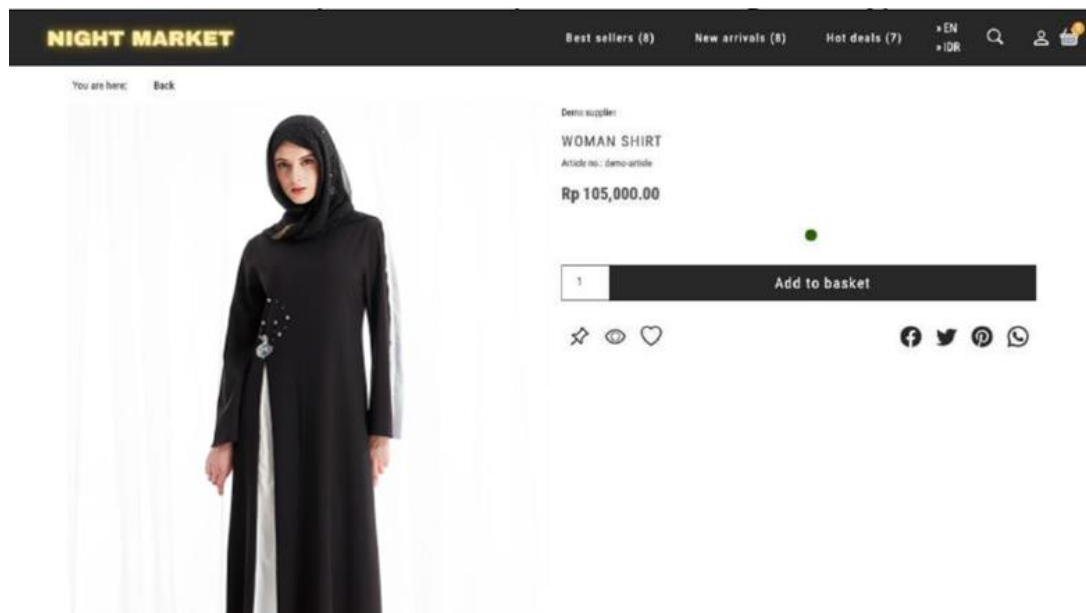 NIGHT MARKET
Best sellers (8)
New arrivals (8)
Hot deals (7)
» EN
» IDR
You are here:
Back
Demo supplier
WOMAN SHIRT
Article no.: demo-article
Rp 105,000.00
1
Add to basket